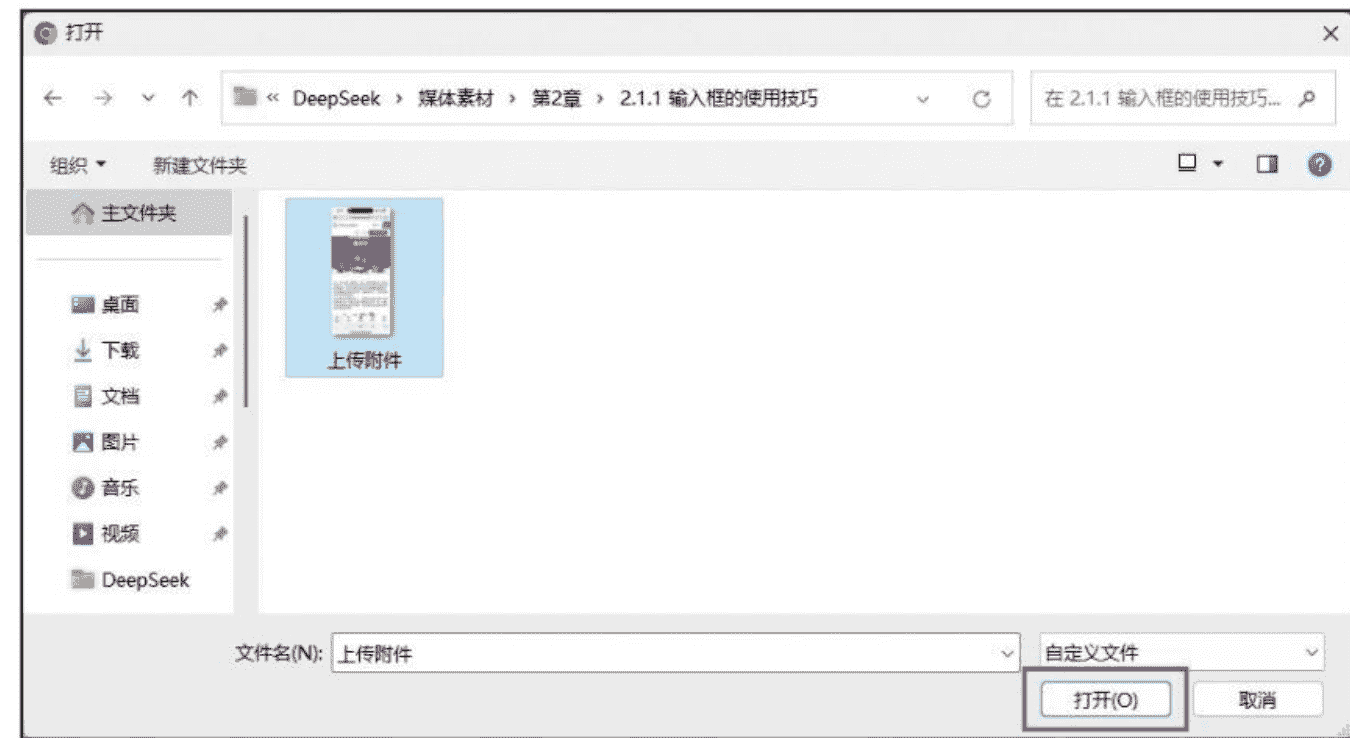 打开
« DeepSeek › 媒体素材 › 第2章 › 2.1.1 输入框的使用技巧
在 2.1.1 输入框的使用技巧...
组织
新建文件夹
主文件夹
桌面
下载
文档
图片
音乐
视频
DeepSeek
上传附件
文件名(N): 上传附件
自定义文件
打开(O) 取消